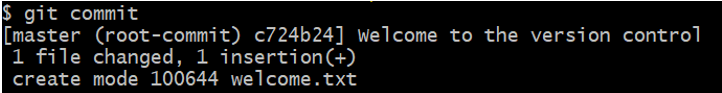 $ git commit
[master (root-commit) c724b24] Welcome to the version control
 1 file changed, 1 insertion(+)
 create mode 100644 welcome.txt